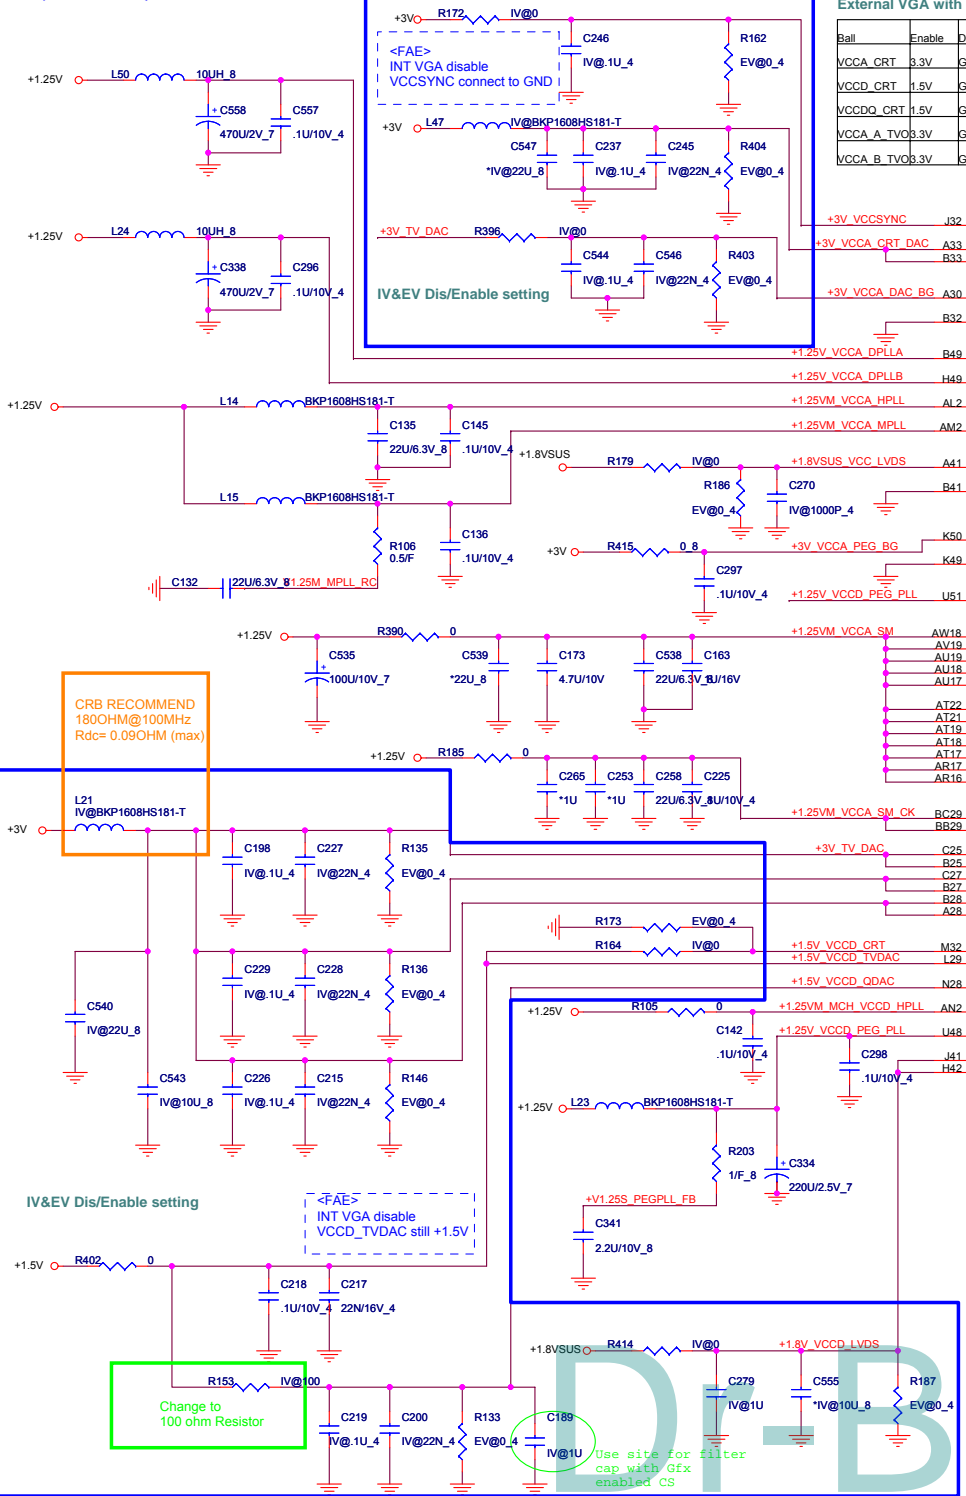 External VGA with
Ball Enable
VCCA_CRT 3.3V G
VCCD_CRT 1.5V G
VCCDQ_CRT 1.5V G
VCCA_A_TVO 3.3V G
VCCA_B_TVO 3.3V G
+3V R172 IV@0
C246
IV@.1U_4
R162
EV@0_4
<FAE>
INT VGA disable
VCCSYNC connect to GND
+1.25V L50 10UH_8
C558
470U/2V_7
C557
.1U/10V_4
+3V L47 IV@BKP1608HS181-T
C547
*IV@22U_8
C237
IV@.1U_4
C245
IV@22N_4
R404
EV@0_4
+3V_VCCSYNC J32
+1.25V L24 10UH_8
C338
470U/2V_7
C296
.1U/10V_4
+3V_TV_DAC R396 IV@0
C544
IV@.1U_4
C546
IV@22N_4
R403
EV@0_4
IV&EV Dis/Enable setting
+3V_VCCA_CRT_DAC A33
B33
+3V_VCCA_DAC_BG A30
B32
+1.25V_VCCA_DPLLA B49
+1.25V_VCCA_DPLLB H49
+1.25V L14 BKP1608HS181-T
+1.25VM_VCCA_HPLL AL2
C135
22U/6.3V_8
C145
.1U/10V_4
+1.25VM_VCCA_MPLL AM2
+1.8VSUS R179 IV@0
+1.8VSUS_VCC_LVDS A41
R186
EV@0_4
C270
IV@1000P_4
B41
L15 BKP1608HS181-T
R106
0.5/F
C136
.1U/10V_4
C132 22U/6.3V_8 +1.25M_MPLL_RC
+3V R415 0_8
+3V_VCCA_PEG_BG K50
K49
C297
.1U/10V_4
+1.25V_VCCD_PEG_PLL U51
+1.25V R390 0
C535
100U/10V_7
C539
*22U_8
C173
4.7U/10V
C538
22U/6.3V_8
C163
1U/16V
+1.25VM_VCCA_SM AW18
AV19
AU19
AU18
AU17
AT22
AT21
AT19
AT18
AT17
AR17
AR16
CRB RECOMMEND
180OHM@100MHz
Rdc= 0.09OHM (max)
+1.25V R185 0
C265
*1U
C253
*1U
C258
22U/6.3V_8
C225
.1U/10V_4
+1.25VM_VCCA_SM_CK BC29
BB29
L21
IV@BKP1608HS181-T
+3V
C198
IV@.1U_4
C227
IV@22N_4
R135
EV@0_4
+3V_TV_DAC C25
B25
C27
B27
B28
A28
R173 EV@0_4
R164 IV@0
+1.5V_VCCD_CRT M32
+1.5V_VCCD_TVDAC L29
C229
IV@.1U_4
C228
IV@22N_4
R136
EV@0_4
+1.5V_VCCD_QDAC N28
C540
IV@22U_8
+1.25V R105 0
+1.25VM_MCH_VCCD_HPLL AN2
C142
.1U/10V_4
+1.25V_VCCD_PEG_PLL U48
C298
.1U/10V_4
J41
H42
C543
IV@10U_8
C226
IV@.1U_4
C215
IV@22N_4
R146
EV@0_4
+1.25V L23 BKP1608HS181-T
R203
1/F_8
C334
220U/2.5V_7
+V1.25S_PEGPLL_FB
C341
2.2U/10V_8
IV&EV Dis/Enable setting
<FAE>
INT VGA disable
VCCD_TVDAC still +1.5V
+1.5V R402 0
C218
.1U/10V_4
C217
22N/16V_4
+1.8VSUS R414 IV@0
+1.8V_VCCD_LVDS
C279
IV@1U
C555
*IV@10U_8
R187
EV@0_4
R153 IV@100
Change to
100 ohm Resistor
C219
IV@.1U_4
C200
IV@22N_4
R133
EV@0_4
C189
IV@1U
Use site for filter
cap with Gfx
enabled CS
Dr-B